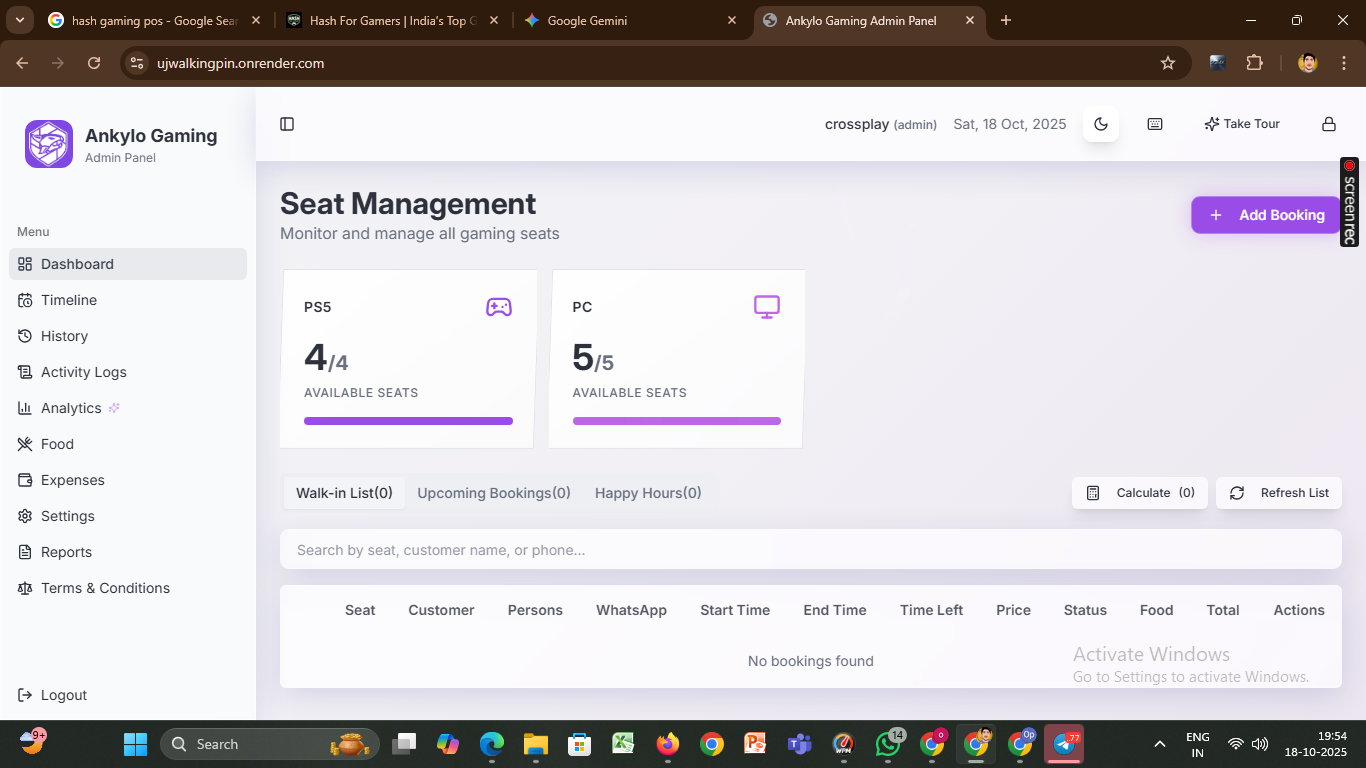 hash gaming pos - Google Sear
Hash For Gamers | India's Top G
Google Gemini
Ankylo Gaming Admin Panel
ujwalkingpin.onrender.com
Ankylo Gaming
Admin Panel
crossplay (admin)
Sat, 18 Oct, 2025
Take Tour
screenrec
Seat Management
Monitor and manage all gaming seats
Add Booking
Menu
Dashboard
Timeline
History
Activity Logs
Analytics
Food
Expenses
Settings
Reports
Terms & Conditions
Logout
PS5
4/4
AVAILABLE SEATS
PC
5/5
AVAILABLE SEATS
Walk-in List(0)
Upcoming Bookings(0)
Happy Hours(0)
Calculate (0)
Refresh List
Search by seat, customer name, or phone...
Seat Customer Persons WhatsApp Start Time End Time Time Left Price Status Food Total Actions
No bookings found
Activate Windows
Go to Settings to activate Windows.
9+
Search
14
77
ENG
IN
19:54
18-10-2025